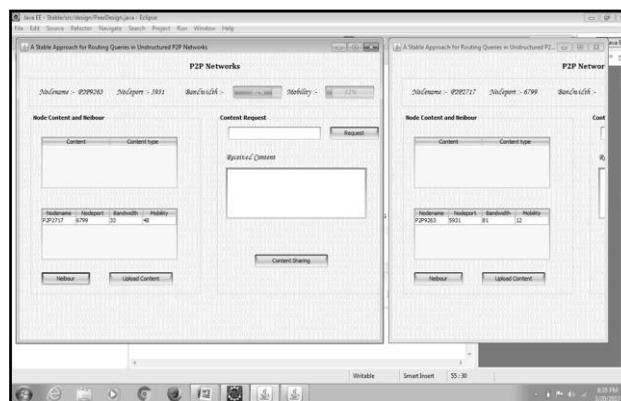 Java EE - Stable/src/design/PeerDesign.java - Eclipse
File Edit Source Refactor Navigate Search Project Run Window Help
A Stable Approach for Routing Queries in Unstructured P2P Networks
P2P Networks
Nodename :- P2P9263 Nodeport :- 5931 Bandwidth :- Mobility :- 12%
Node Content and Neibour
Content Content type
Nodename Nodeport Bandwidth Mobility
P2P2717 6799 33 48
Neibour Upload Content
Content Request
Request
Received Content
Content Sharing
A Stable Approach for Routing Queries in Unstructured P2...
P2P Networ
Nodename :- P2P2717 Nodeport :- 6799 Bandwidth :-
Node Content and Neibour
Cont
Content Content type
Nodename Nodeport Bandwidth Mobility
P2P9263 5931 81 12
Neibour Upload Content
Writable Smart Insert 55:30